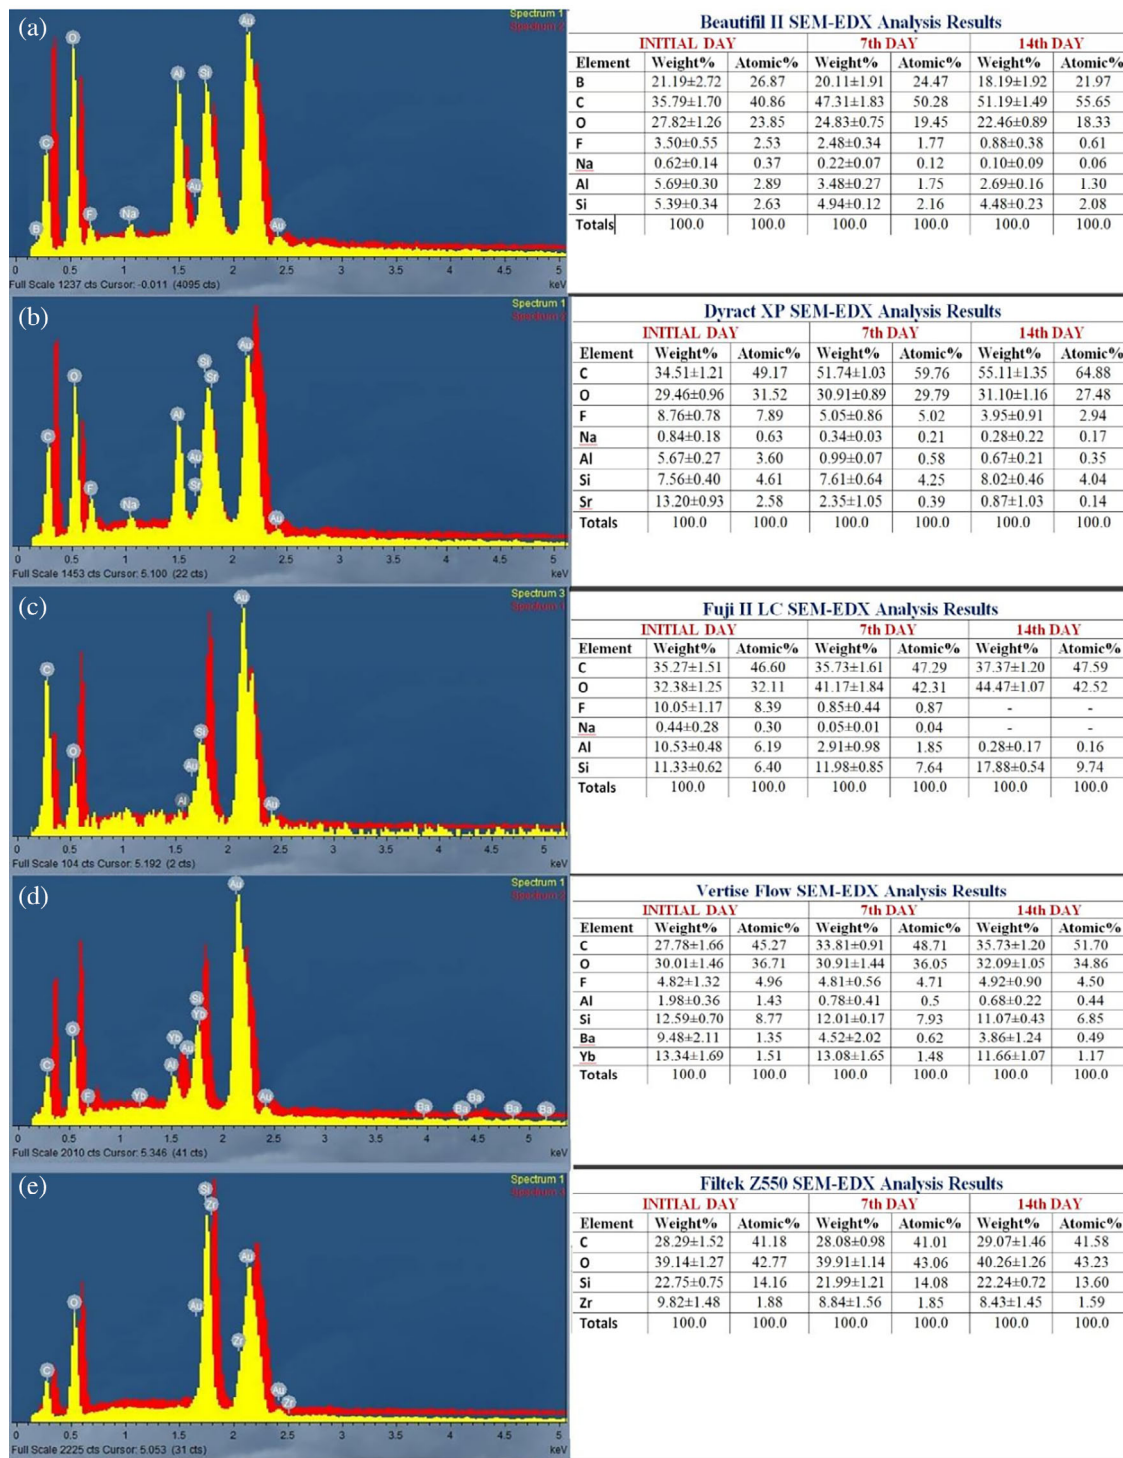 (a)
Spectrum 1
C O F Na B Al Si Au Au Au
0 0.5 1 1.5 2 2.5 3 3.5 4 4.5 5
Full Scale 1237 cts Cursor: -0.011 (4095 cts) keV
Beautifil II SEM-EDX Analysis Results
INITIAL DAY 7th DAY 14th DAY
Element Weight% Atomic% Weight% Atomic% Weight% Atomic%
B 21.19±2.72 26.87 20.11±1.91 24.47 18.19±1.92 21.97
C 35.79±1.70 40.86 47.31±1.83 50.28 51.19±1.49 55.65
O 27.82±1.26 23.85 24.83±0.75 19.45 22.46±0.89 18.33
F 3.50±0.55 2.53 2.48±0.34 1.77 0.88±0.38 0.61
Na 0.62±0.14 0.37 0.22±0.07 0.12 0.10±0.09 0.06
Al 5.69±0.30 2.89 3.48±0.27 1.75 2.69±0.16 1.30
Si 5.39±0.34 2.63 4.94±0.12 2.16 4.48±0.23 2.08
Totals 100.0 100.0 100.0 100.0 100.0 100.0
(b)
Spectrum 1
C O F Na Al Si Sr Au Sr Au Au
0 0.5 1 1.5 2 2.5 3 3.5 4 4.5 5
Full Scale 1453 cts Cursor: 5.100 (22 cts) keV
Dyract XP SEM-EDX Analysis Results
INITIAL DAY 7th DAY 14th DAY
Element Weight% Atomic% Weight% Atomic% Weight% Atomic%
C 34.51±1.21 49.17 51.74±1.03 59.76 55.11±1.35 64.88
O 29.46±0.96 31.52 30.91±0.89 29.79 31.10±1.16 27.48
F 8.76±0.78 7.89 5.05±0.86 5.02 3.95±0.91 2.94
Na 0.84±0.18 0.63 0.34±0.03 0.21 0.28±0.22 0.17
Al 5.67±0.27 3.60 0.99±0.07 0.58 0.67±0.21 0.35
Si 7.56±0.40 4.61 7.61±0.64 4.25 8.02±0.46 4.04
Sr 13.20±0.93 2.58 2.35±1.05 0.39 0.87±1.03 0.14
Totals 100.0 100.0 100.0 100.0 100.0 100.0
(c)
Spectrum 3
C O Al Au Si Au Au
0 0.5 1 1.5 2 2.5 3 3.5 4 4.5 5
Full Scale 104 cts Cursor: 5.192 (2 cts) keV
Fuji II LC SEM-EDX Analysis Results
INITIAL DAY 7th DAY 14th DAY
Element Weight% Atomic% Weight% Atomic% Weight% Atomic%
C 35.27±1.51 46.60 35.73±1.61 47.29 37.37±1.20 47.59
O 32.38±1.25 32.11 41.17±1.84 42.31 44.47±1.07 42.52
F 10.05±1.17 8.39 0.85±0.44 0.87 - -
Na 0.44±0.28 0.30 0.05±0.01 0.04 - -
Al 10.53±0.48 6.19 2.91±0.98 1.85 0.28±0.17 0.16
Si 11.33±0.62 6.40 11.98±0.85 7.64 17.88±0.54 9.74
Totals 100.0 100.0 100.0 100.0 100.0 100.0
(d)
Spectrum 1
C O F Yb Al Yb Au Si Yb Au Au Ba Ba Ba Ba Ba
0 0.5 1 1.5 2 2.5 3 3.5 4 4.5 5
Full Scale 2010 cts Cursor: 5.346 (41 cts) keV
Vertise Flow SEM-EDX Analysis Results
INITIAL DAY 7th DAY 14th DAY
Element Weight% Atomic% Weight% Atomic% Weight% Atomic%
C 27.78±1.66 45.27 33.81±0.91 48.71 35.73±1.20 51.70
O 30.01±1.46 36.71 30.91±1.44 36.05 32.09±1.05 34.86
F 4.82±1.32 4.96 4.81±0.56 4.71 4.92±0.90 4.50
Al 1.98±0.36 1.43 0.78±0.41 0.5 0.68±0.22 0.44
Si 12.59±0.70 8.77 12.01±0.17 7.93 11.07±0.43 6.85
Ba 9.48±2.11 1.35 4.52±2.02 0.62 3.86±1.24 0.49
Yb 13.34±1.69 1.51 13.08±1.65 1.48 11.66±1.07 1.17
Totals 100.0 100.0 100.0 100.0 100.0 100.0
(e)
Spectrum 1
C O Au Si Zr Zr Au Au Zr
0 0.5 1 1.5 2 2.5 3 3.5 4 4.5 5
Full Scale 2225 cts Cursor: 5.053 (31 cts) keV
Filtek Z550 SEM-EDX Analysis Results
INITIAL DAY 7th DAY 14th DAY
Element Weight% Atomic% Weight% Atomic% Weight% Atomic%
C 28.29±1.52 41.18 28.08±0.98 41.01 29.07±1.46 41.58
O 39.14±1.27 42.77 39.91±1.14 43.06 40.26±1.26 43.23
Si 22.75±0.75 14.16 21.99±1.21 14.08 22.24±0.72 13.60
Zr 9.82±1.48 1.88 8.84±1.56 1.85 8.43±1.45 1.59
Totals 100.0 100.0 100.0 100.0 100.0 100.0